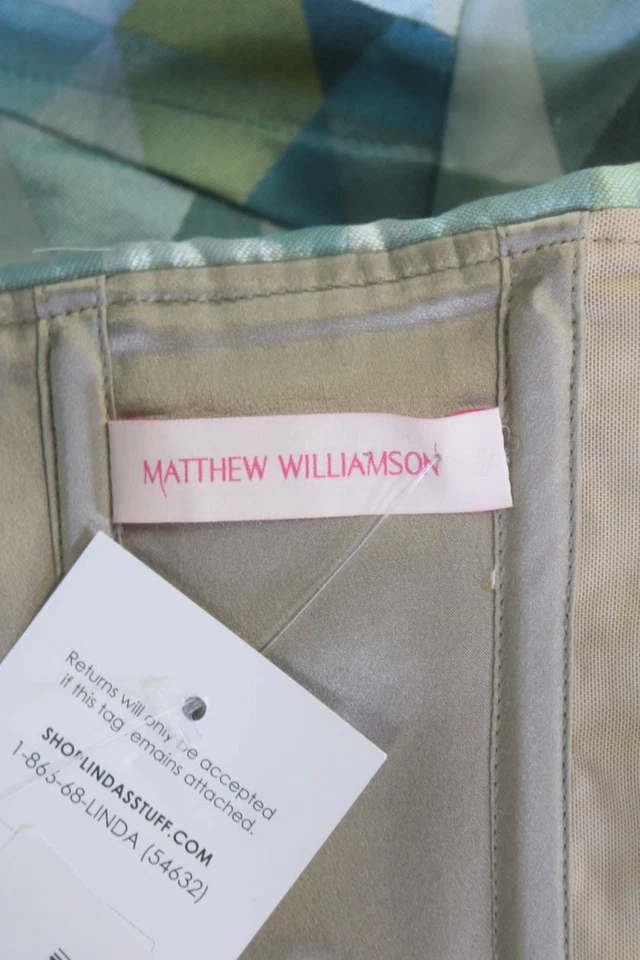 MATTHEW WILLIAMSON
Returns will only be accepted
if this tag remains attached.
SHOPLINDASSTUFF.COM
1-866-68-LINDA (54632)